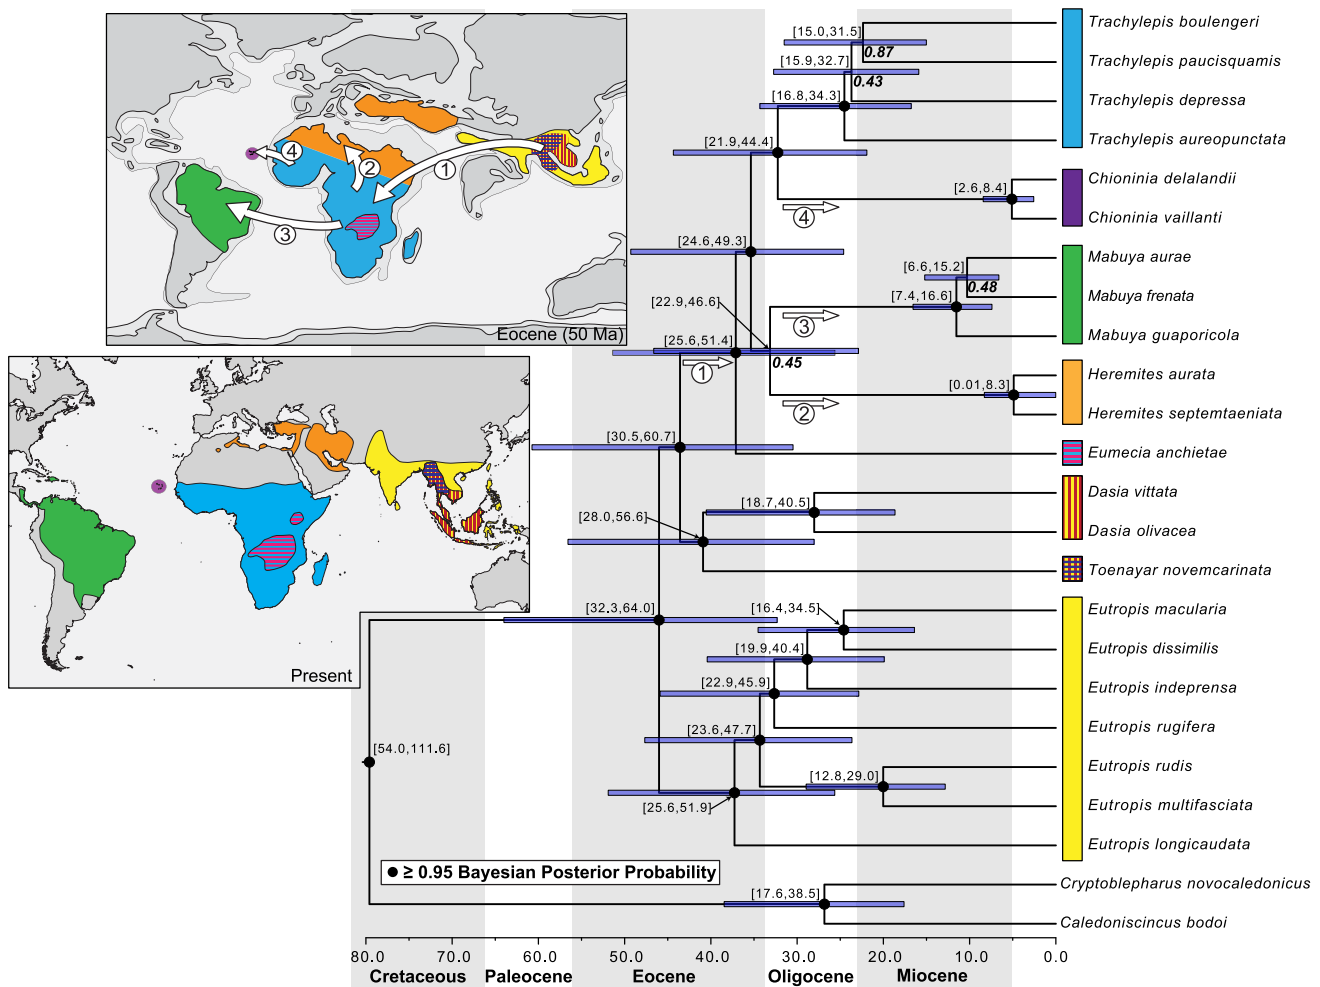 [15.0,31.5]
Trachylepis boulengeri
0.87
Trachylepis paucisquamis
[15.9,32.7]
0.43
[16.8,34.3]
Trachylepis depressa
[21.9,44.4]
Trachylepis aureopunctata
4
2
1
3
Eocene (50 Ma)
[2.6,8.4]
Chioninia delalandii
4
Chioninia vaillanti
[24.6,49.3]
Mabuya aurae
[6.6,15.2]
0.48
[22.9,46.6]
[7.4,16.6]
Mabuya frenata
3
Mabuya guaporicola
[25.6,51.4]
0.45
1
Heremites aurata
[0.01,8.3]
2
Heremites septemtaeniata
[30.5,60.7]
Eumecia anchietae
[18.7,40.5]
Dasia vittata
[28.0,56.6]
Dasia olivacea
Toenayar novemcarinata
Present
[32.3,64.0]
[16.4,34.5]
Eutropis macularia
[19.9,40.4]
Eutropis dissimilis
[22.9,45.9]
Eutropis indeprensa
[23.6,47.7]
Eutropis rugifera
[54.0,111.6]
[12.8,29.0]
Eutropis rudis
[25.6,51.9]
Eutropis multifasciata
Eutropis longicaudata
● ≥ 0.95 Bayesian Posterior Probability
[17.6,38.5]
Cryptoblepharus novocaledonicus
Caledoniscincus bodoi
80.0 70.0 60.0 50.0 40.0 30.0 20.0 10.0 0.0
Cretaceous Paleocene Eocene Oligocene Miocene